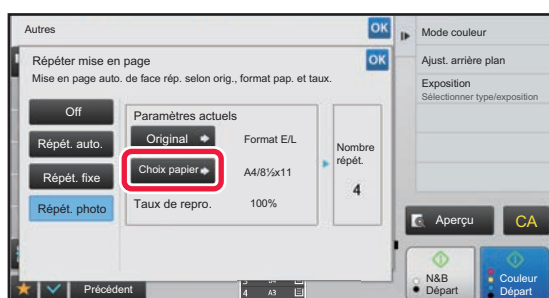 Autres
OK
Mode couleur
Répéter mise en page
OK
Mise en page auto. de face rép. selon orig., format pap. et taux.
Ajust. arrière plan
Exposition
Sélectionner type/exposition
Off
Répét. auto.
Répét. fixe
Répét. photo
Paramètres actuels
Original
Format E/L
Choix papier
A4/8½x11
Taux de repro.
100%
Nombre
répét.
4
Aperçu
CA
N&B
Départ
Couleur
Départ
Précédent
4 A3